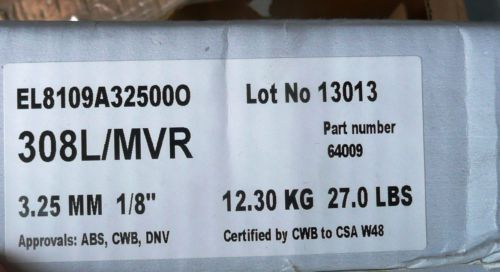 EL8109A32500O Lot No 13013
308L/MVR Part number
64009
3.25 MM 1/8" 12.30 KG 27.0 LBS
Approvals: ABS, CWB, DNV Certified by CWB to CSA W48